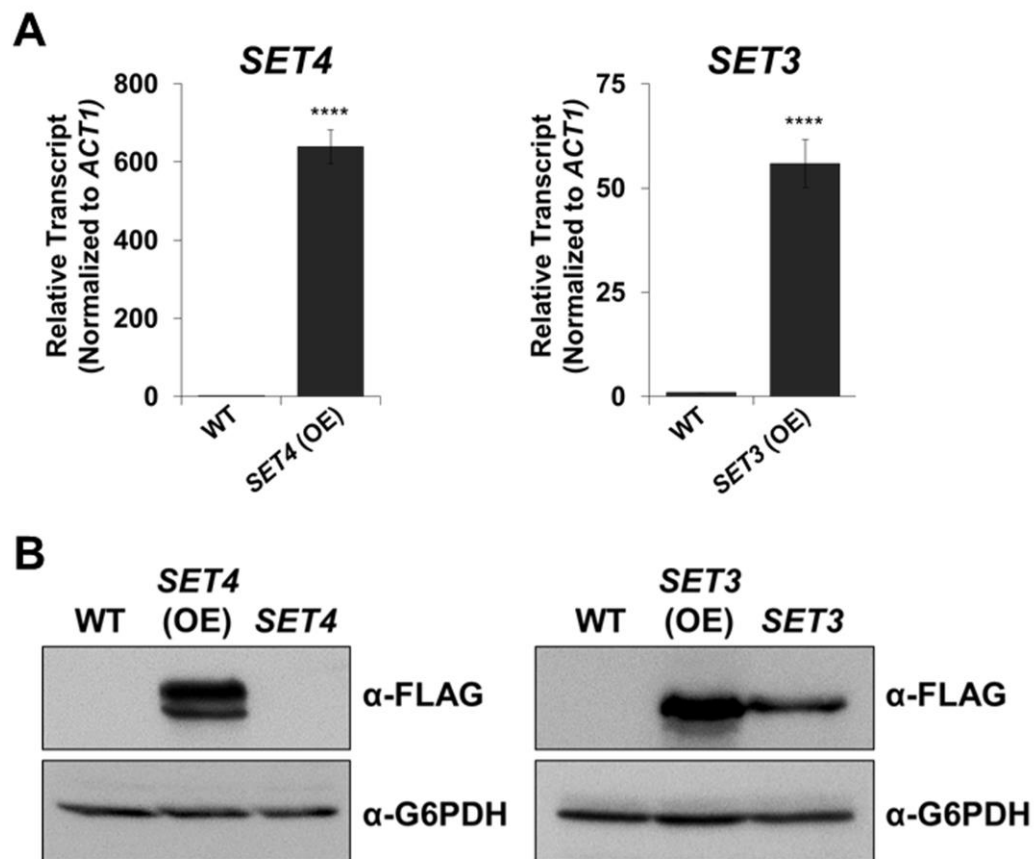 A
SET4
SET3
800
600
400
200
0
Relative Transcript
(Normalized to ACT1)
****
WT
SET4 (OE)
75
50
25
0
Relative Transcript
(Normalized to ACT1)
****
WT
SET3 (OE)
B
WT
SET4
(OE)
SET4
α-FLAG
α-G6PDH
WT
SET3
(OE)
SET3
α-FLAG
α-G6PDH